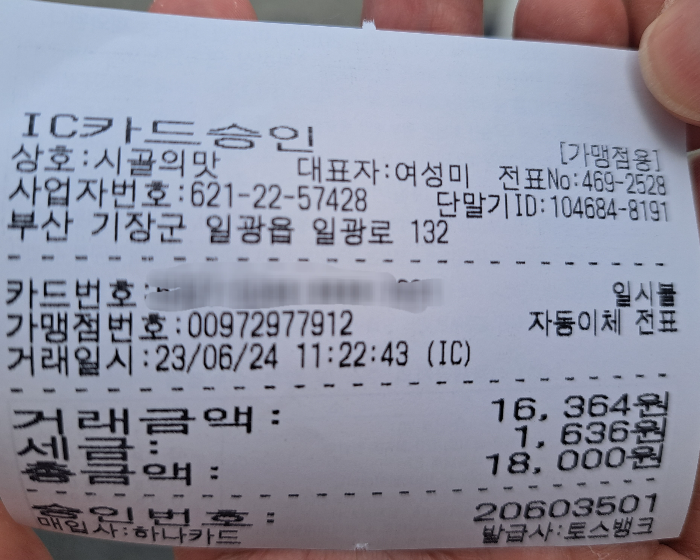 IC카드승인
[가맹점용]
상호:시골의맛 대표자:여성미 전표No:469-2528
사업자번호:621-22-57428 단말기ID:104684-8191
부산 기장군 일광읍 일광로 132
카드번호: 일시불
가맹점번호:00972977912 자동이체 전표
거래일시:23/06/24 11:22:43 (IC)
거래금액: 16,364원
세금: 1,636원
총금액: 18,000원
승인번호: 20603501
매입사:하나카드 발급사:토스뱅크